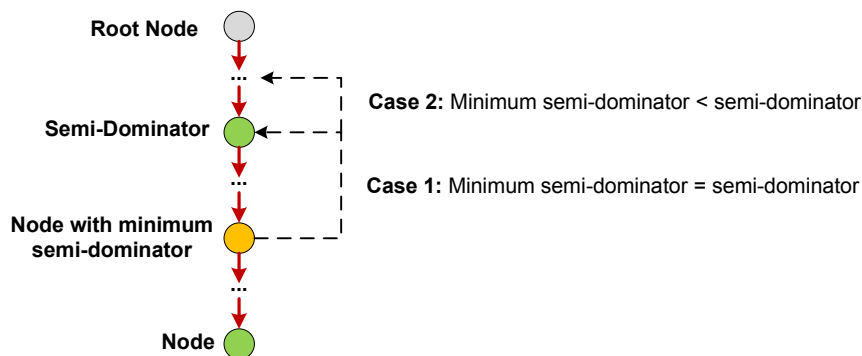 Root Node
...
Case 2: Minimum semi-dominator < semi-dominator
Semi-Dominator
...
Case 1: Minimum semi-dominator = semi-dominator
Node with minimum
semi-dominator
...
Node